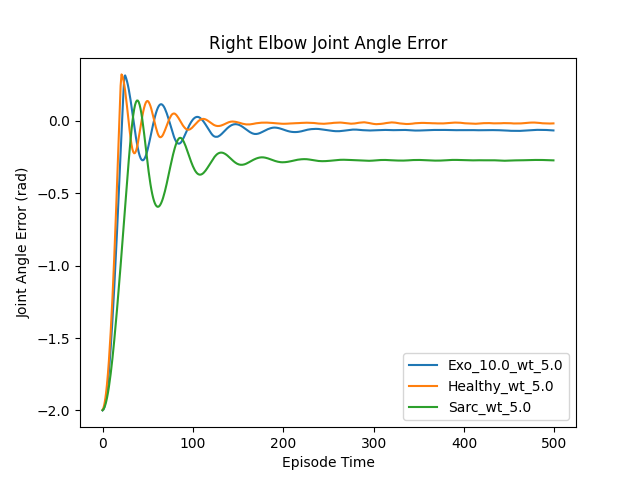 Right Elbow Joint Angle Error
Joint Angle Error (rad)
0.0
−0.5
−1.0
−1.5
−2.0
Exo_10.0_wt_5.0
Healthy_wt_5.0
Sarc_wt_5.0
0 100 200 300 400 500
Episode Time